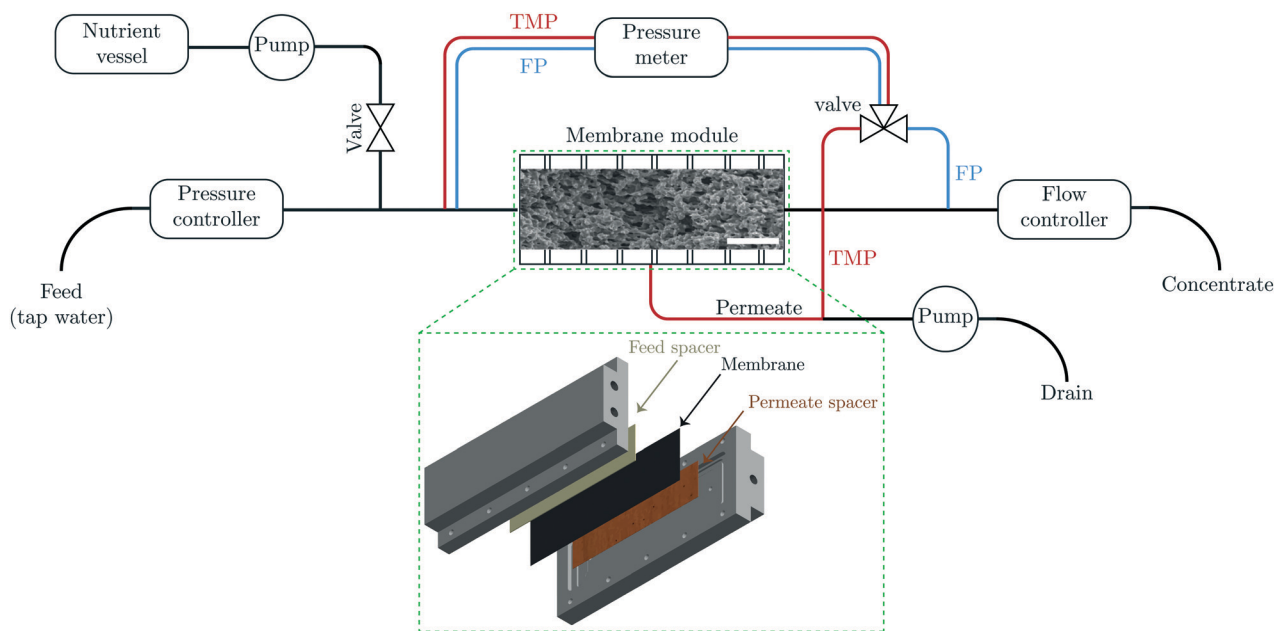 Nutrient
vessel
Pump
TMP
FP
Pressure
meter
Valve
valve
Membrane module
FP
Pressure
controller
Flow
controller
TMP
Feed
(tap water)
Permeate
Pump
Concentrate
Drain
Feed spacer
Membrane
Permeate spacer